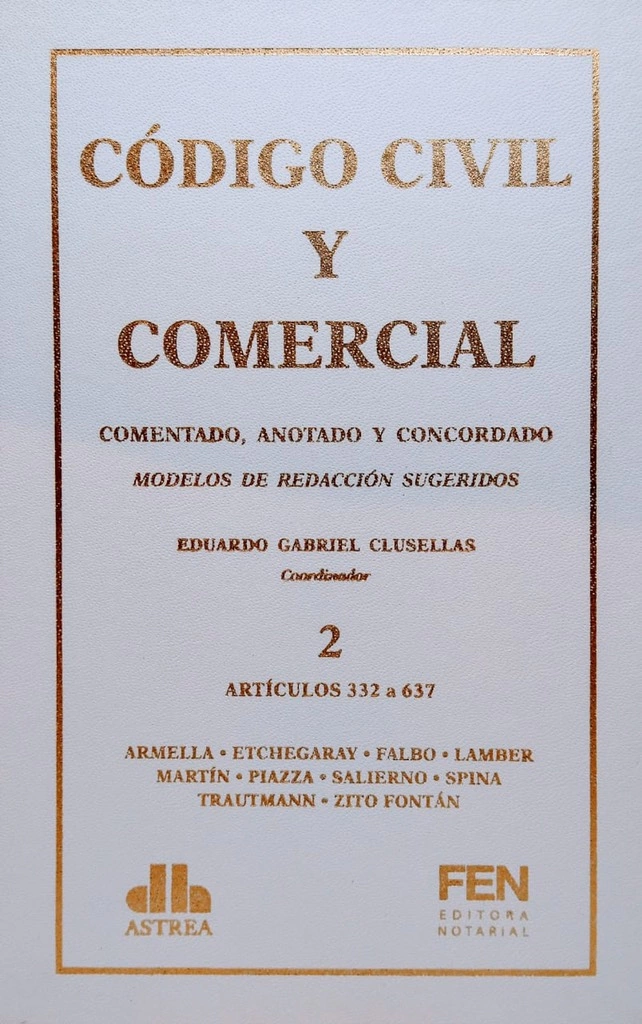 CÓDIGO CIVIL
Y
COMERCIAL
COMENTADO, ANOTADO Y CONCORDADO
MODELOS DE REDACCIÓN SUGERIDOS
EDUARDO GABRIEL CLUSELLAS
Coordinador
2
ARTÍCULOS 332 a 637
ARMELLA • ETCHEGARAY • FALBO • LAMBER
MARTÍN • PIAZZA • SALIERNO • SPINA
TRAUTMANN • ZITO FONTÁN
ASTREA
FEN
EDITORA
NOTARIAL